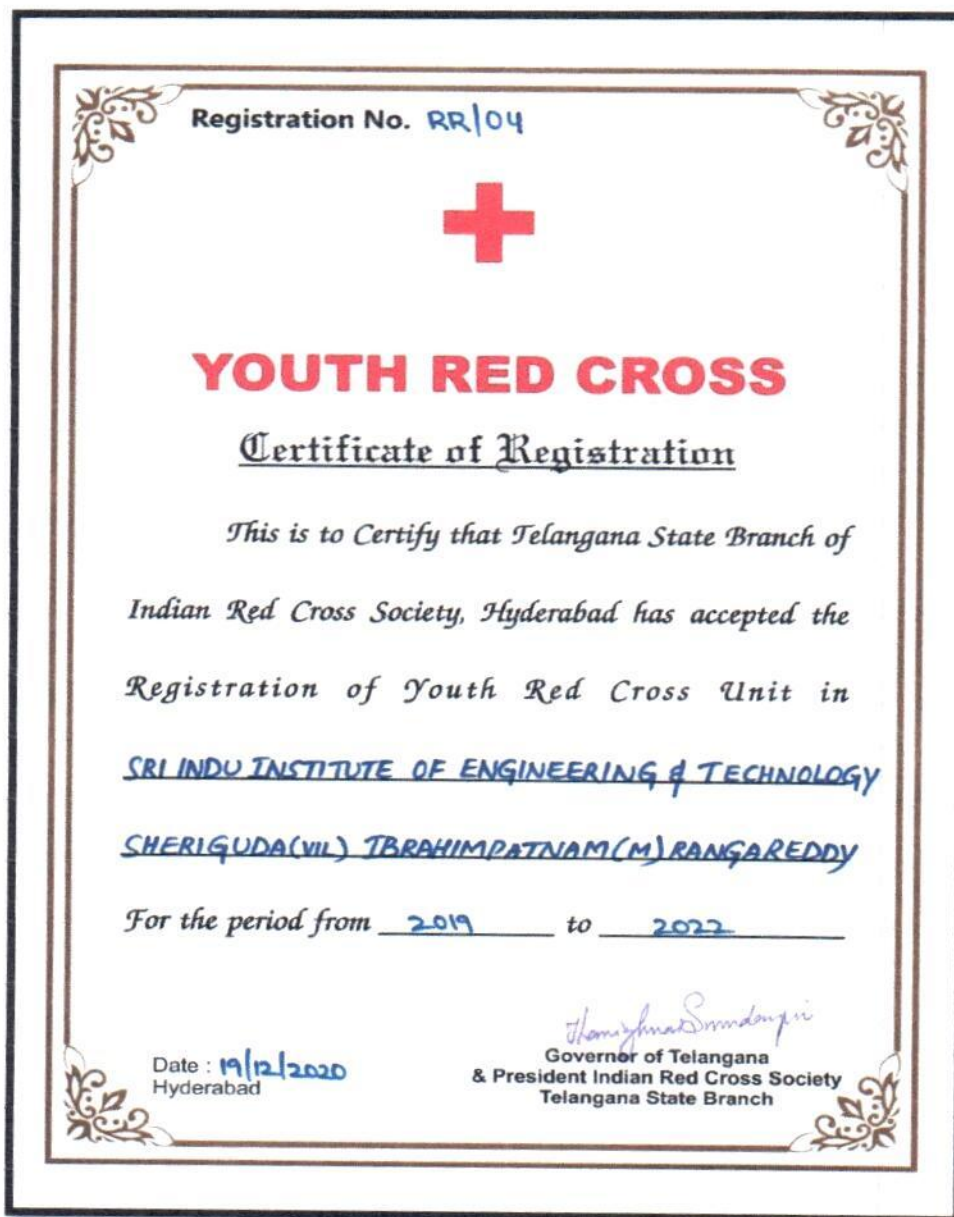 Registration No. RR/04
YOUTH RED CROSS
Certificate of Registration
This is to Certify that Telangana State Branch of
Indian Red Cross Society, Hyderabad has accepted the
Registration of Youth Red Cross Unit in
SRI INDU INSTITUTE OF ENGINEERING & TECHNOLOGY
SHERIGUDA(VIL) IBRAHIMPATNAM(M) RANGAREDDY
For the period from 2019 to 2022
Date : 19/12/2020
Hyderabad
Governor of Telangana
& President Indian Red Cross Society
Telangana State Branch